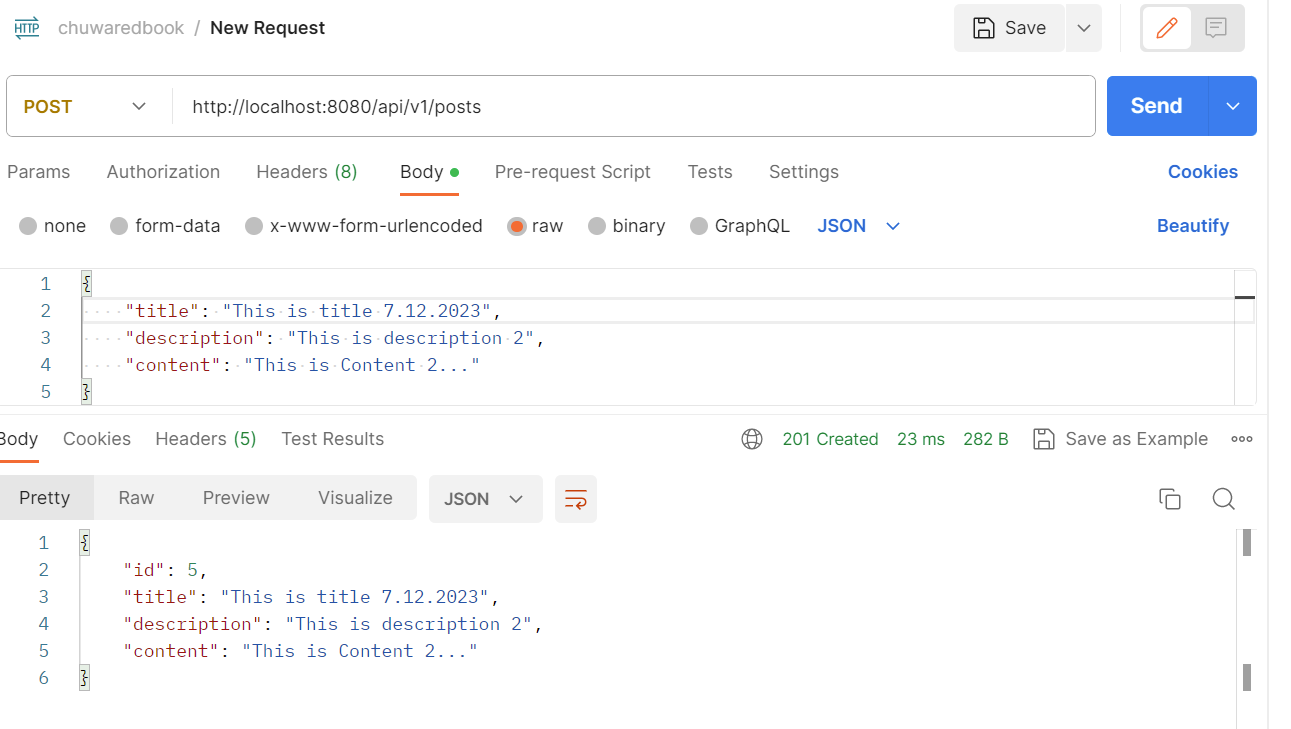 HTTP chuwaredbook / New Request Save
POST http://localhost:8080/api/v1/posts Send
Params Authorization Headers (8) Body Pre-request Script Tests Settings Cookies
none form-data x-www-form-urlencoded raw binary GraphQL JSON Beautify
1 {
2 "title": "This is title 7.12.2023",
3 "description": "This is description 2",
4 "content": "This is Content 2..."
5 }
Body Cookies Headers (5) Test Results 201 Created 23 ms 282 B Save as Example
Pretty Raw Preview Visualize JSON
1 {
2 "id": 5,
3 "title": "This is title 7.12.2023",
4 "description": "This is description 2",
5 "content": "This is Content 2..."
6 }